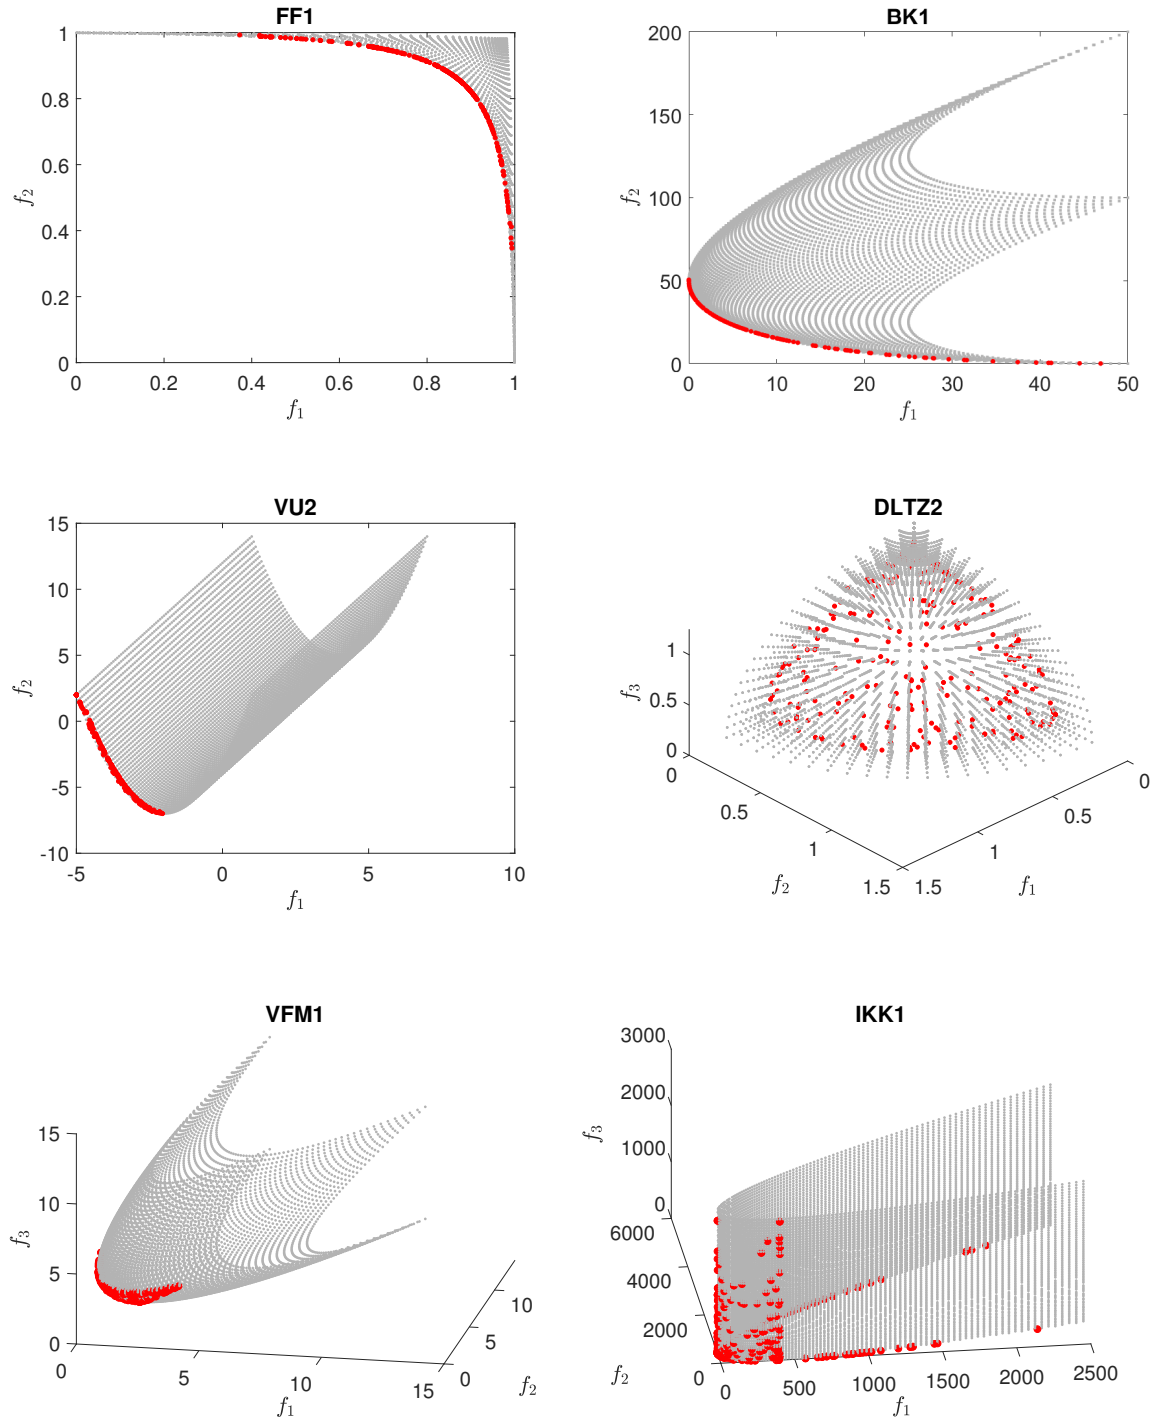 FF1
1
0.8
0.6
0.4
0.2
0
f2
0 0.2 0.4 0.6 0.8 1
f1
BK1
200
150
100
50
0
f2
0 10 20 30 40 50
f1
VU2
15
10
5
0
-5
-10
f2
-5 0 5 10
f1
DLTZ2
1
0.5
0
f3
0 0.5 1 1.5
f2
1.5 1 0.5 0
f1
VFM1
15
10
5
0
f3
0 5 10 15
f1
0 5 10
f2
IKK1
3000
2000
1000
0
f3
6000
4000
2000
0
f2
0 500 1000 1500 2000 2500
f1